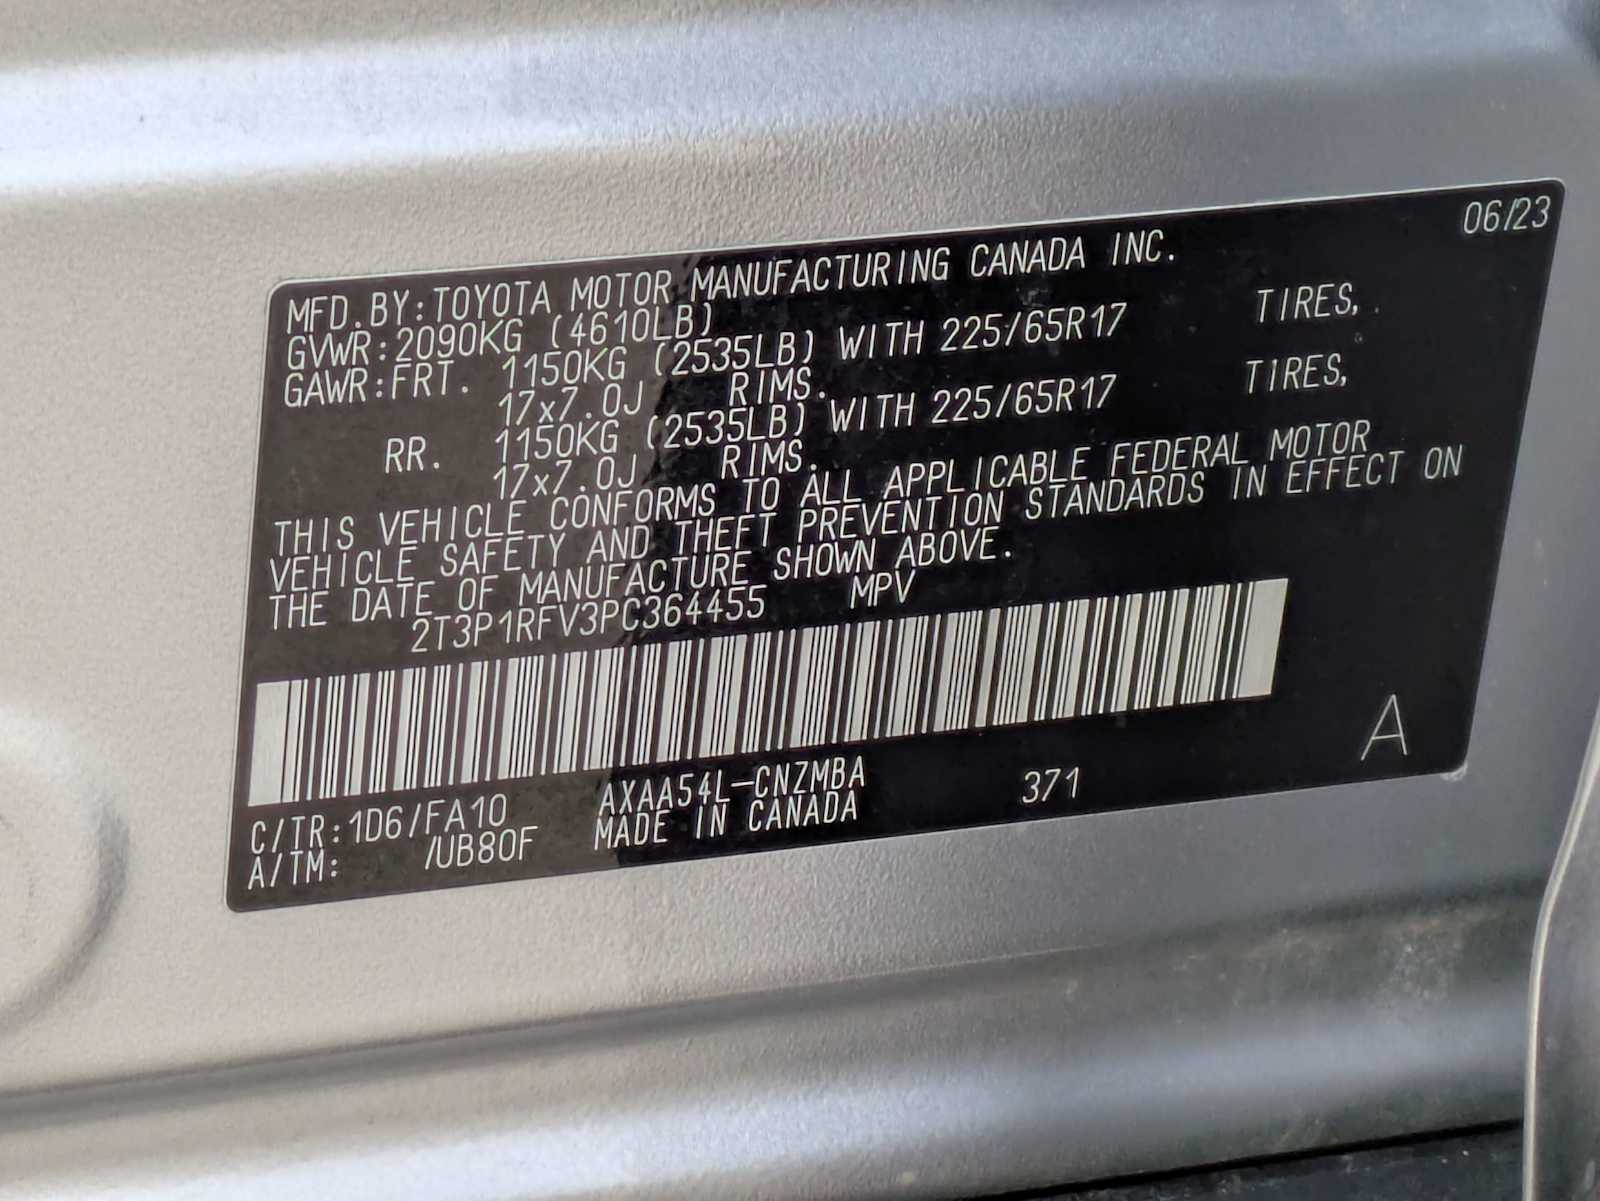 06/23
MFD.BY:TOYOTA MOTOR MANUFACTURING CANADA INC.
GVWR:2090KG (4610LB)
GAWR:FRT. 1150KG (2535LB) WITH 225/65R17 TIRES,
17x7.0J RIMS.
RR. 1150KG (2535LB) WITH 225/65R17 TIRES,
17x7.0J RIMS.
THIS VEHICLE CONFORMS TO ALL APPLICABLE FEDERAL MOTOR
VEHICLE SAFETY AND THEFT PREVENTION STANDARDS IN EFFECT ON
THE DATE OF MANUFACTURE SHOWN ABOVE.
2T3P1RFV3PC364455 MPV
A
C/TR:1D6/FA10 AXAA54L-CNZMBA 371
A/TM: /UB80F MADE IN CANADA